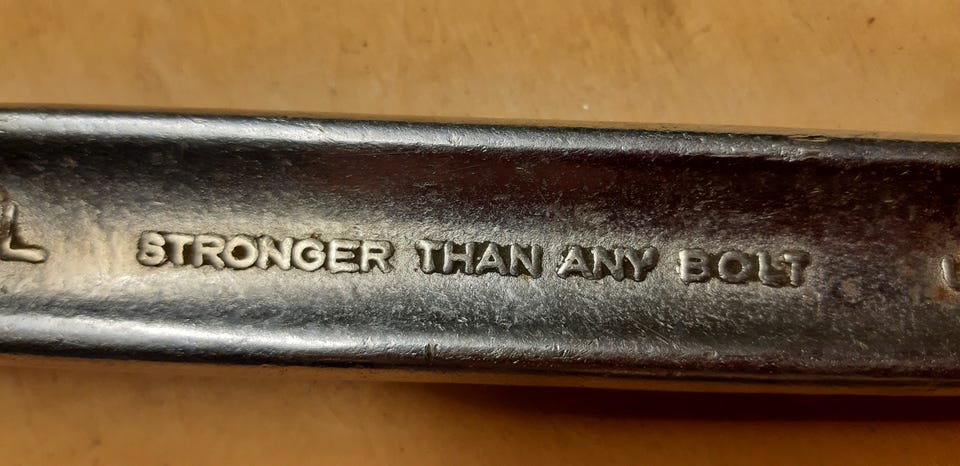 STRONGER THAN ANY BOLT